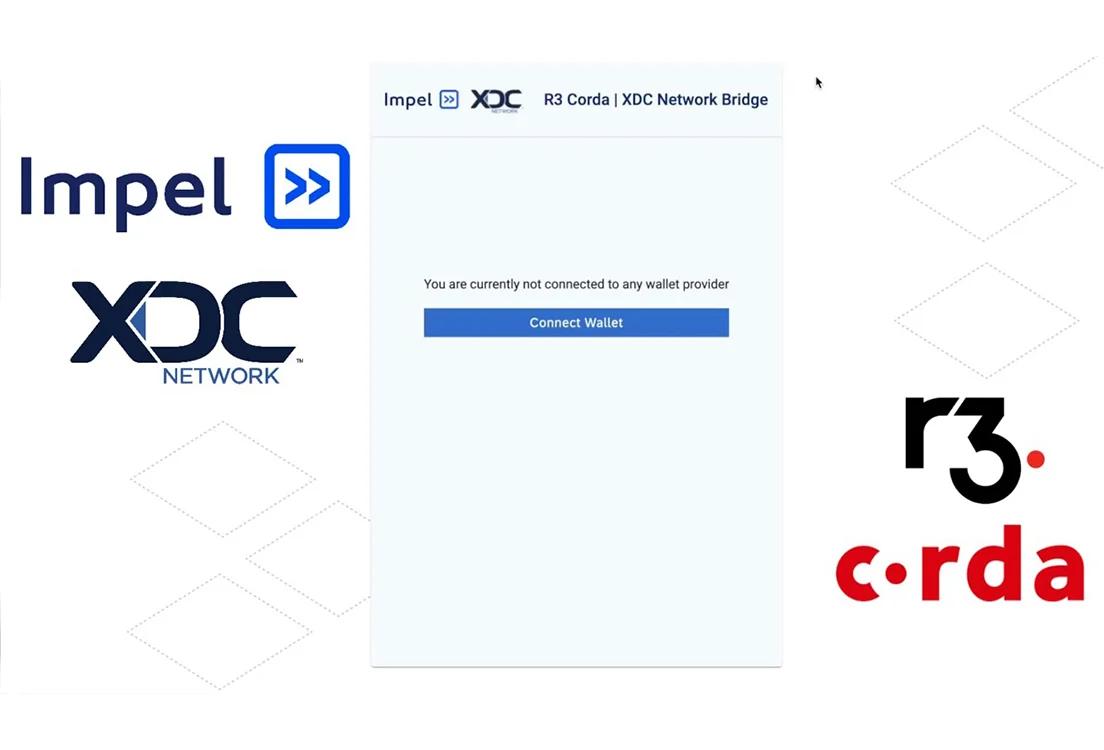 Impel
XDC
NETWORK™
Impel XDC NETWORK R3 Corda | XDC Network Bridge
You are currently not connected to any wallet provider
Connect Wallet
r3.
c·rda